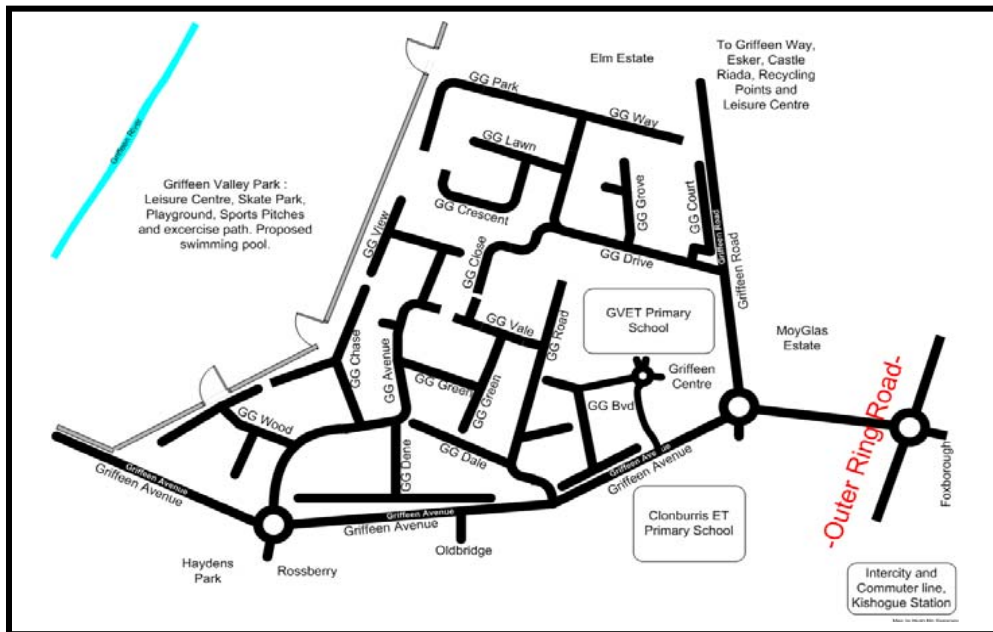 Elm Estate
To Griffeen Way,
Esker, Castle
Riada, Recycling
Points and
Leisure Centre
GG Park
GG Way
GG Lawn
Griffeen River
Griffeen Valley Park :
Leisure Centre, Skate Park,
Playground, Sports Pitches
and excercise path. Proposed
swimming pool.
GG Crescent
GG Grove
GG Court
GG View
GG Close
GG Drive
Griffeen Road
Griffeen Road
GVET Primary
School
MoyGlas
Estate
GG Vale
GG Road
GG Chase
GG Avenue
GG Green
GG Green
Griffeen
Centre
GG Bvd
GG Wood
GG Dene
GG Dale
-Outer Ring Road-
Foxborough
Griffeen Avenue
Griffeen Avenue
Griffeen Avenue
Griffeen Avenue
Griffeen Avenue
Griffeen Avenue
Clonburris ET
Primary School
Oldbridge
Haydens
Park
Rossberry
Intercity and
Commuter line,
Kishogue Station